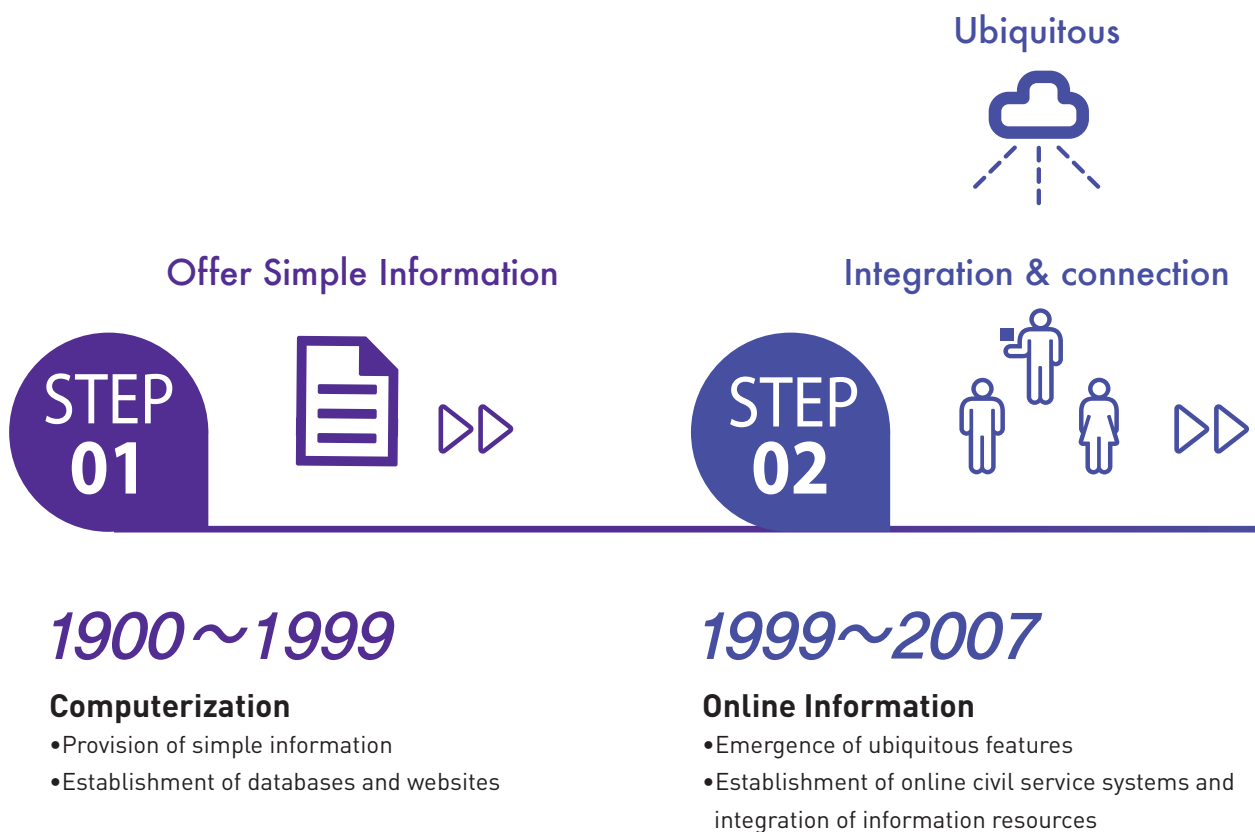 Ubiquitous
Offer Simple Information
Integration & connection
STEP
01
STEP
02
1900～1999
Computerization
•Provision of simple information
•Establishment of databases and websites
1999～2007
Online Information
•Emergence of ubiquitous features
•Establishment of online civil service systems and
integration of information resources